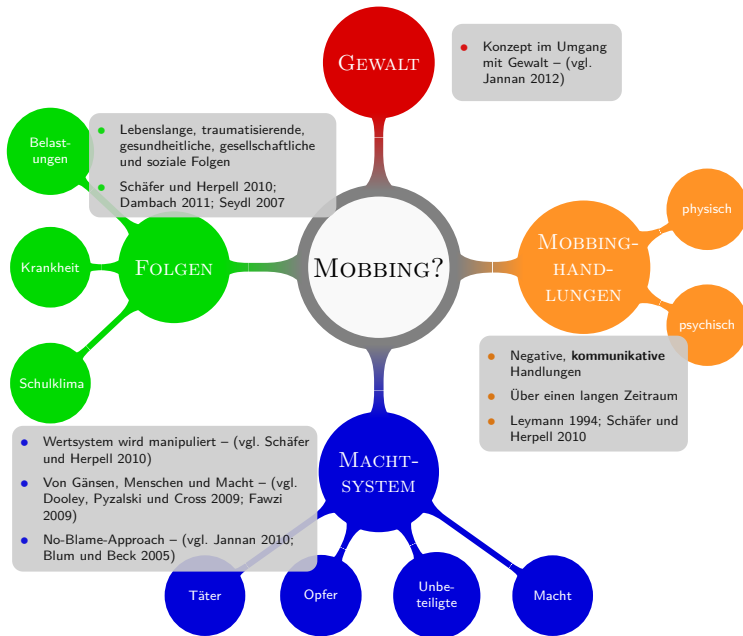 GEWALT
Konzept im Umgang
mit Gewalt – (vgl.
Jannan 2012)
Belast-
ungen
Lebenslange, traumatisierende,
gesundheitliche, gesellschaftliche
und soziale Folgen
Schäfer und Herpell 2010;
Dambach 2011; Seydl 2007
Krankheit
FOLGEN
Schulklima
MOBBING?
MOBBING-
HAND-
LUNGEN
physisch
psychisch
Negative, kommunikative
Handlungen
Über einen langen Zeitraum
Leymann 1994; Schäfer und
Herpell 2010
Wertsystem wird manipuliert – (vgl. Schäfer
und Herpell 2010)
Von Gänsen, Menschen und Macht – (vgl.
Dooley, Pyzalski und Cross 2009; Fawzi
2009)
No-Blame-Approach – (vgl. Jannan 2010;
Blum und Beck 2005)
MACHT-
SYSTEM
Täter
Opfer
Unbe-
teiligte
Macht